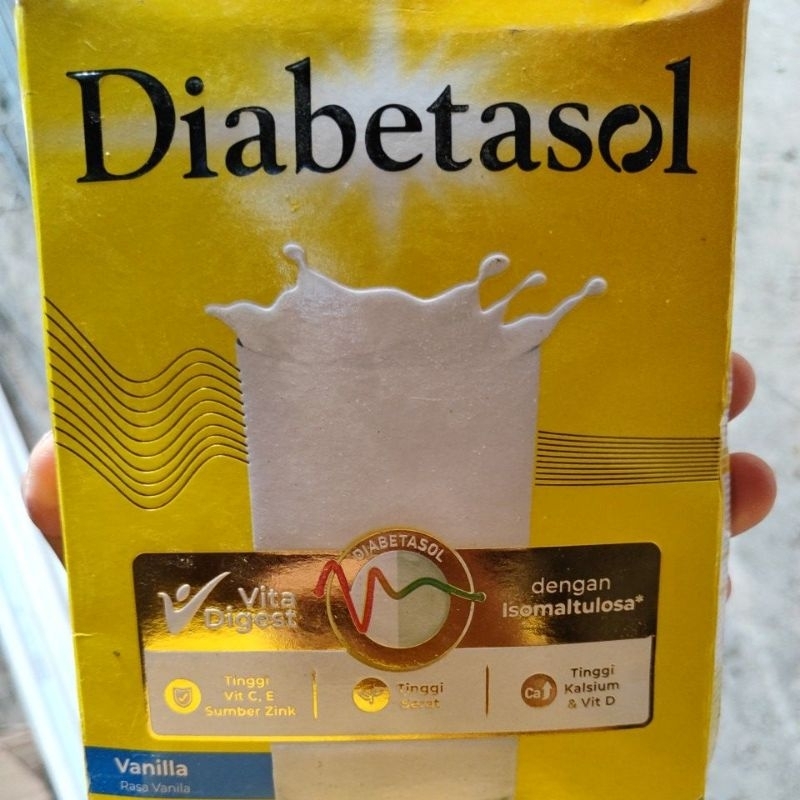 Diabetasol
DIABETASOL
Vita
Digest
dengan
Isomaltulosa*
Tinggi
Vit C, E
Sumber Zink
Tinggi
Serat
Ca
Tinggi
Kalsium
& Vit D
Vanilla
Rasa Vanila